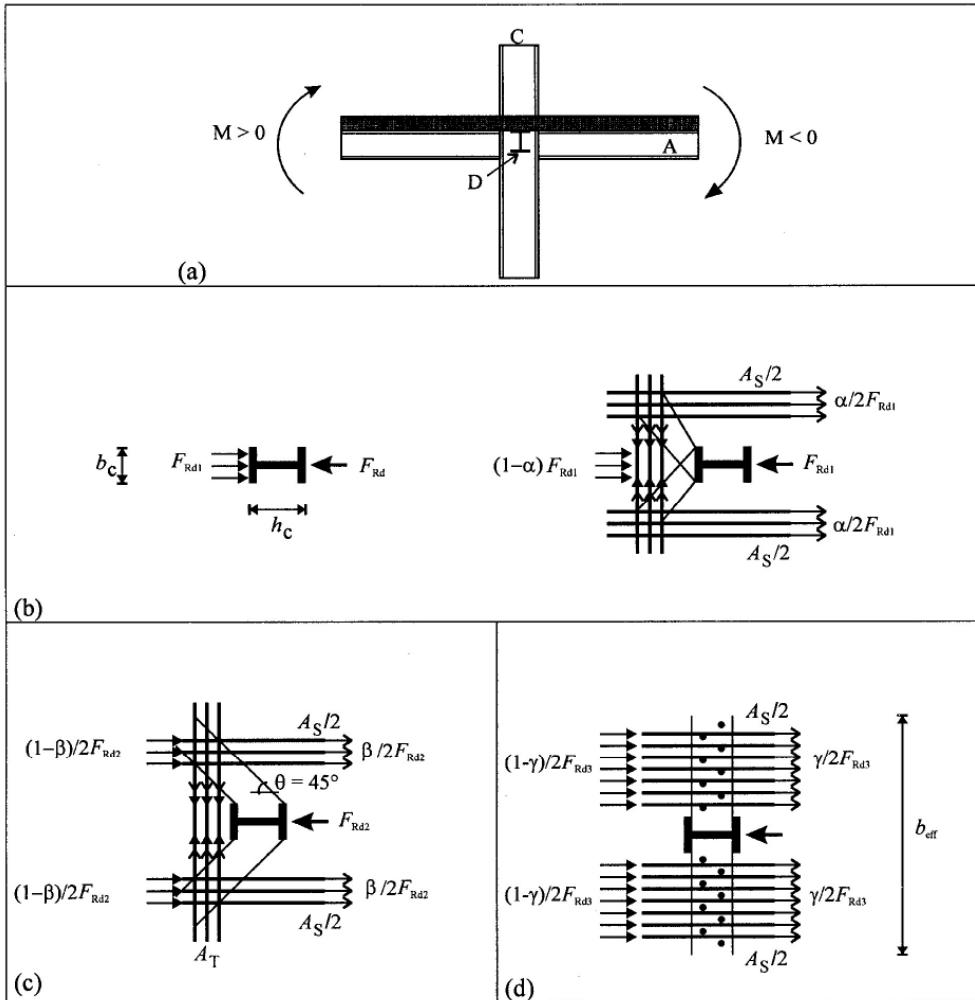 C
M > 0
M < 0
A
D
(a)
A_S/2
α/2F_Rd1
b_c
F_Rd1
F_Rd
(1−α) F_Rd1
F_Rd1
h_c
α/2F_Rd1
A_S/2
(b)
A_S/2
(1−β)/2F_Rd2
β/2F_Rd2
θ = 45°
F_Rd2
(1−β)/2F_Rd2
β/2F_Rd2
A_S/2
A_T
(c)
A_S/2
(1-γ)/2F_Rd3
γ/2F_Rd3
b_eff
(1-γ)/2F_Rd3
γ/2F_Rd3
A_S/2
(d)